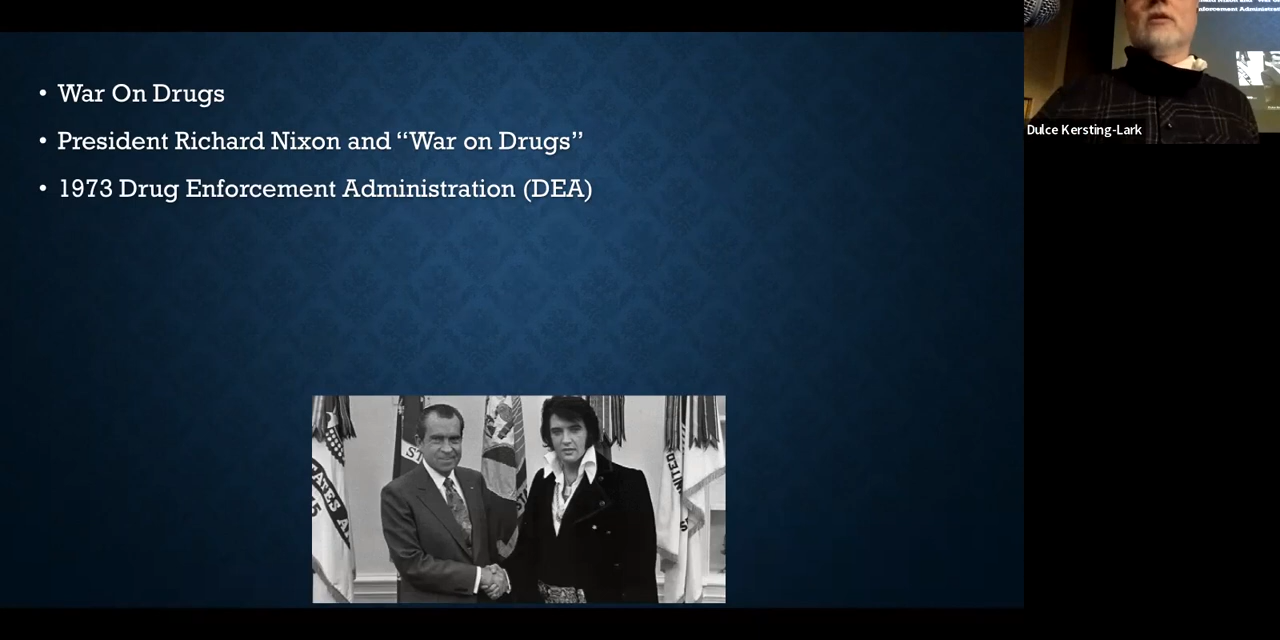 War On Drugs
President Richard Nixon and “War on Drugs”
1973 Drug Enforcement Administration (DEA)
Dulce Kersting-Lark